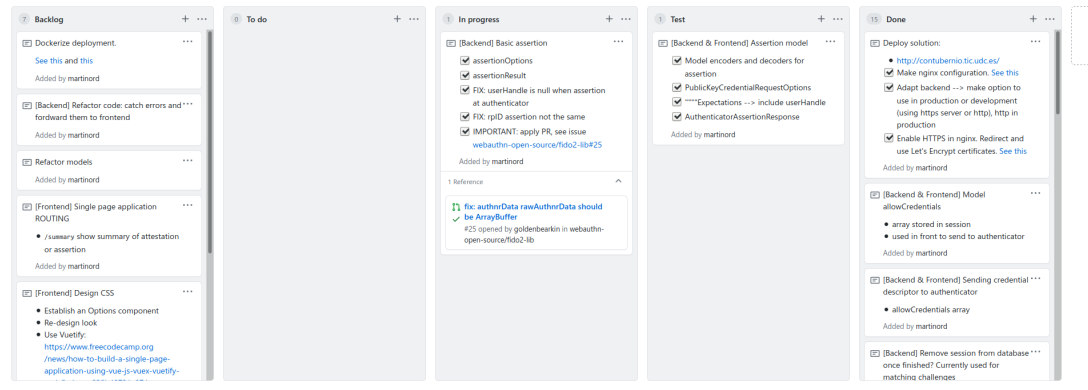 7 Backlog
Dockerize deployment.
See this and this
Added by martinord
[Backend] Refactor code: catch errors and
fordward them to frontend
Refactor models
[Frontend] Single page application
ROUTING
/summary show summary of attestation
or assertion
Added by martinord
[Frontend] Design CSS
Establish an Options component
Re-design look
Use Vuetify:
https://www.freecodecamp.org
/news/how-to-build-a-single-page-
application-using-vue-js-vuex-vuetify-
0 To do
1 In progress
[Backend] Basic assertion
assertionOptions
assertionResult
FIX: userHandle is null when assertion
at authenticator
FIX: rpID assertion not the same
IMPORTANT: apply PR, see issue
webauthn-open-source/fido2-lib#25
Added by martinord
1 Reference
fix: authnrData rawAuthnrData should
be ArrayBuffer
#25 opened by goldenbearkin in webauthn-
open-source/fido2-lib
1 Test
[Backend & Frontend] Assertion model
Model encoders and decoders for
assertion
PublicKeyCredentialRequestOptions
""""Expectations --> include userHandle
AuthenticatorAssertionResponse
Added by martinord
15 Done
Deploy solution:
http://contubernio.tic.udc.es/
Make nginx configuration. See this
Adapt backend --> make option to
use in production or development
(using https server or http), http in
production
Enable HTTPS in nginx. Redirect and
use Let's Encrypt certificates. See this
Added by martinord
[Backend & Frontend] Model
allowCredentials
array stored in session
used in front to send to authenticator
Added by martinord
[Backend & Frontend] Sending credential
descriptor to authenticator
allowCredentials array
Added by martinord
[Backend] Remove session from database
once finished? Currently used for
matching challenges